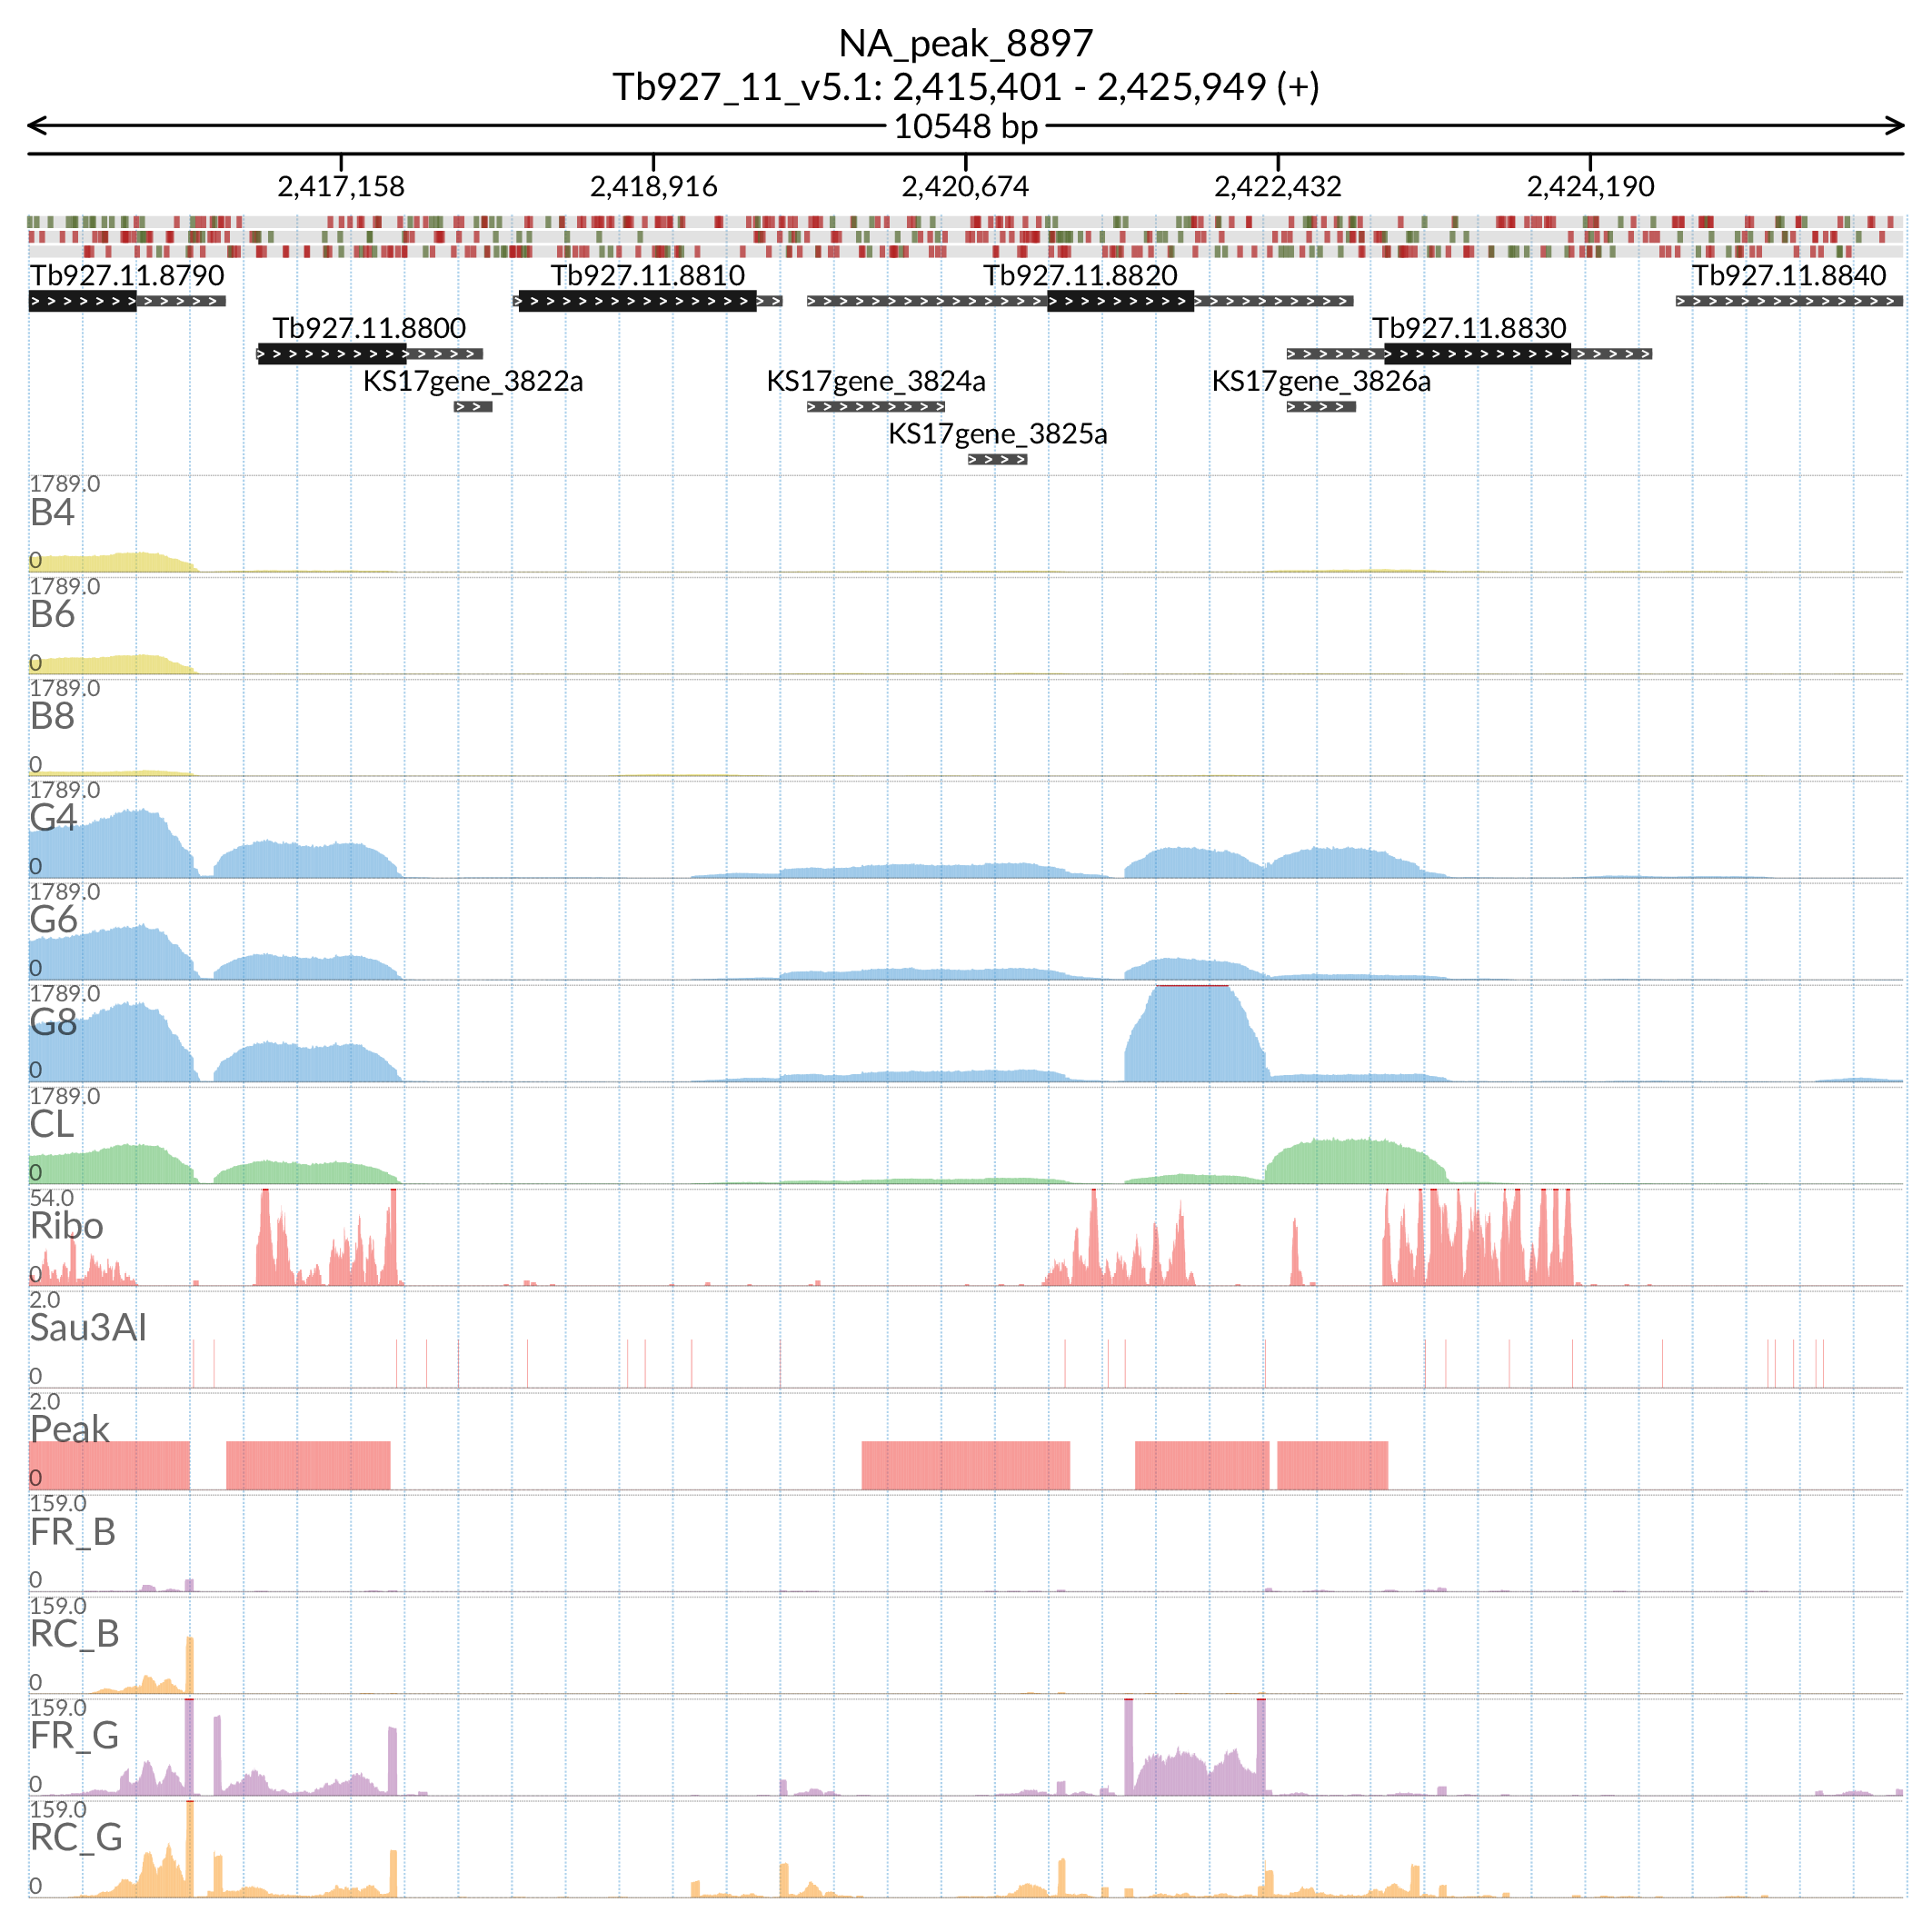 NA_peak_8897
Tb927_11_v5.1: 2,415,401 - 2,425,949 (+)
10548 bp
2,417,158 2,418,916 2,420,674 2,422,432 2,424,190
Tb927.11.8790 Tb927.11.8810 Tb927.11.8820 Tb927.11.8840
Tb927.11.8800 Tb927.11.8830
KS17gene_3822a KS17gene_3824a KS17gene_3826a
KS17gene_3825a
1789.0
B4
0
1789.0
B6
0
1789.0
B8
0
1789.0
G4
0
1789.0
G6
0
1789.0
G8
0
1789.0
CL
0
54.0
Ribo
0
2.0
Sau3AI
0
2.0
Peak
0
159.0
FR_B
0
159.0
RC_B
0
159.0
FR_G
0
159.0
RC_G
0